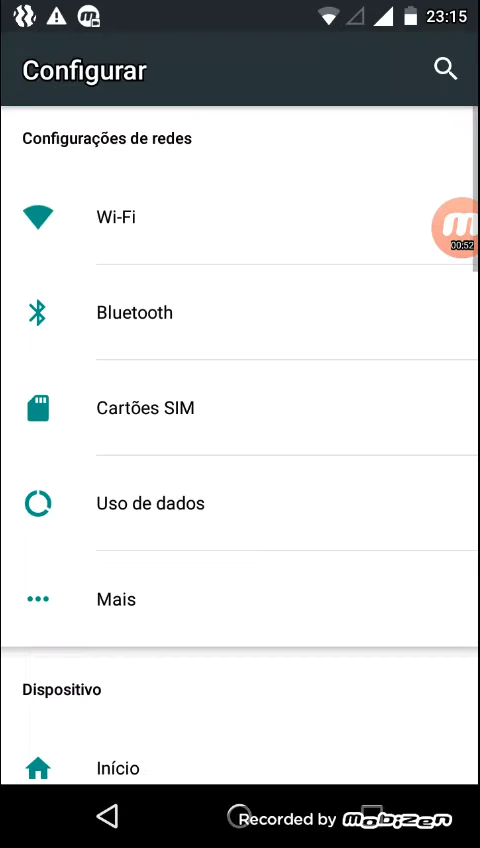 23:15
Configurar
Configurações de redes
Wi-Fi
00:52
Bluetooth
Cartões SIM
Uso de dados
Mais
Dispositivo
Início
Recorded by mobizen